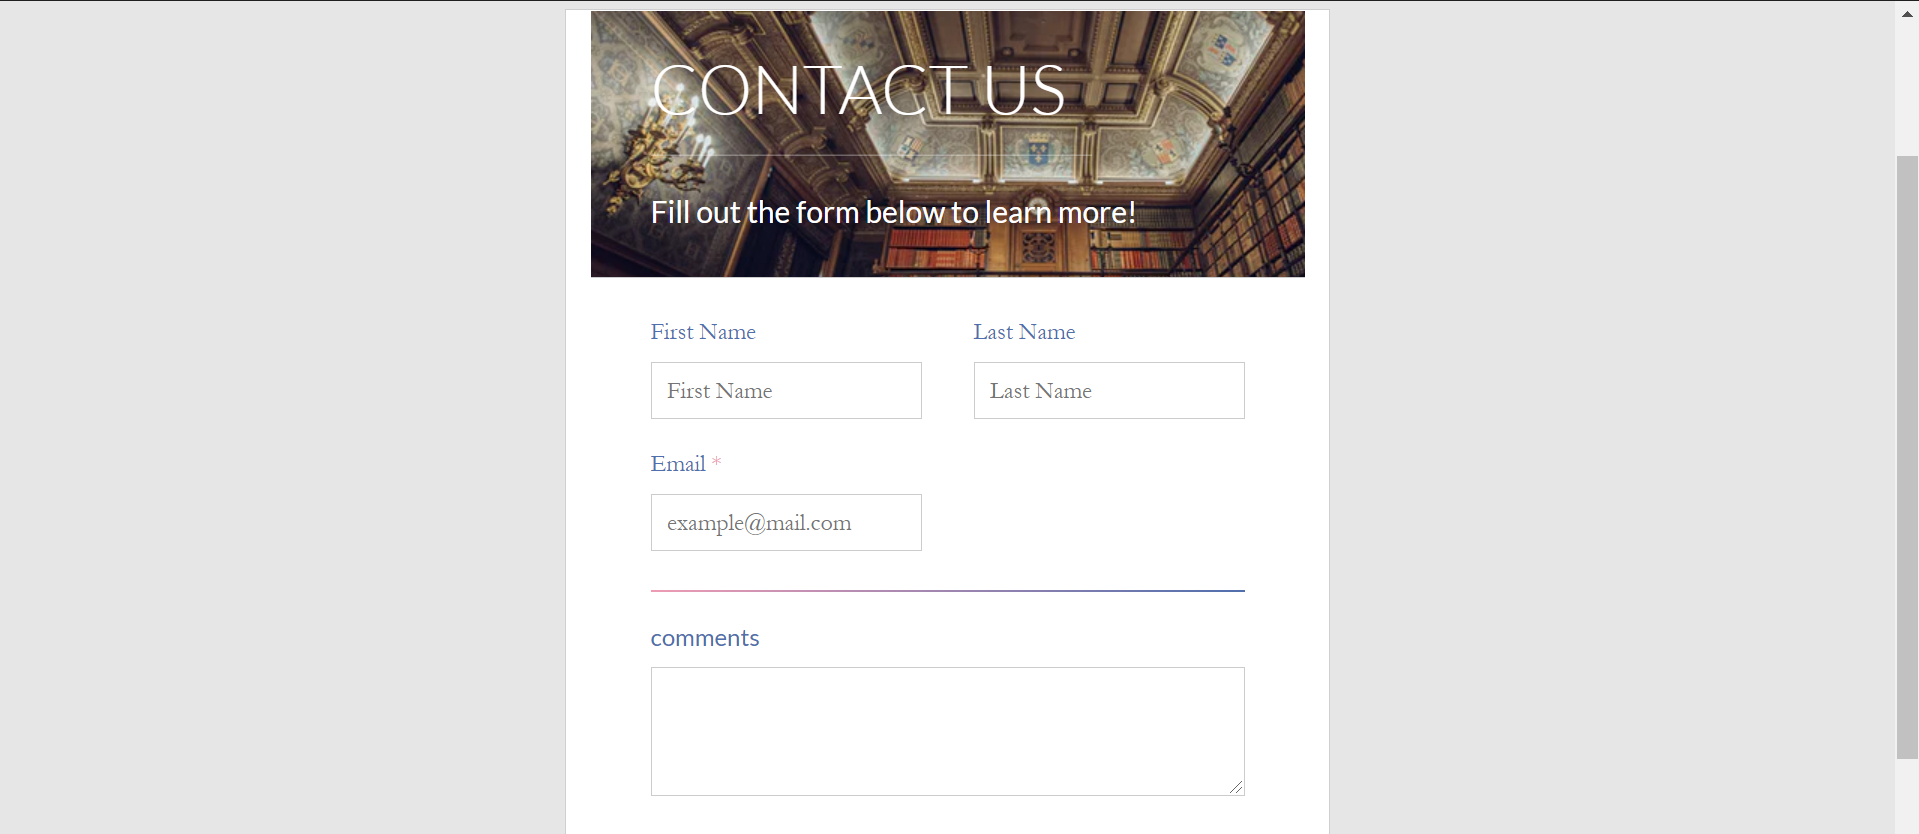 CONTACT US
Fill out the form below to learn more!
First Name Last Name
First Name Last Name
Email *
example@mail.com
comments